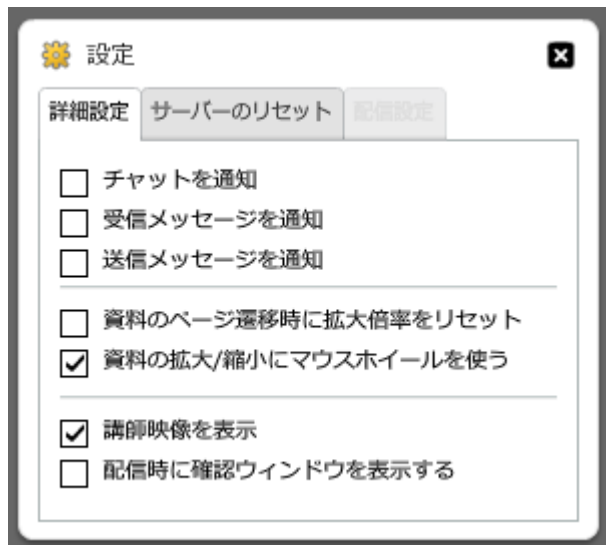 設定
詳細設定 サーバーのリセット 配信設定
チャットを通知
受信メッセージを通知
送信メッセージを通知
資料のページ遷移時に拡大倍率をリセット
資料の拡大/縮小にマウスホイールを使う
講師映像を表示
配信時に確認ウィンドウを表示する